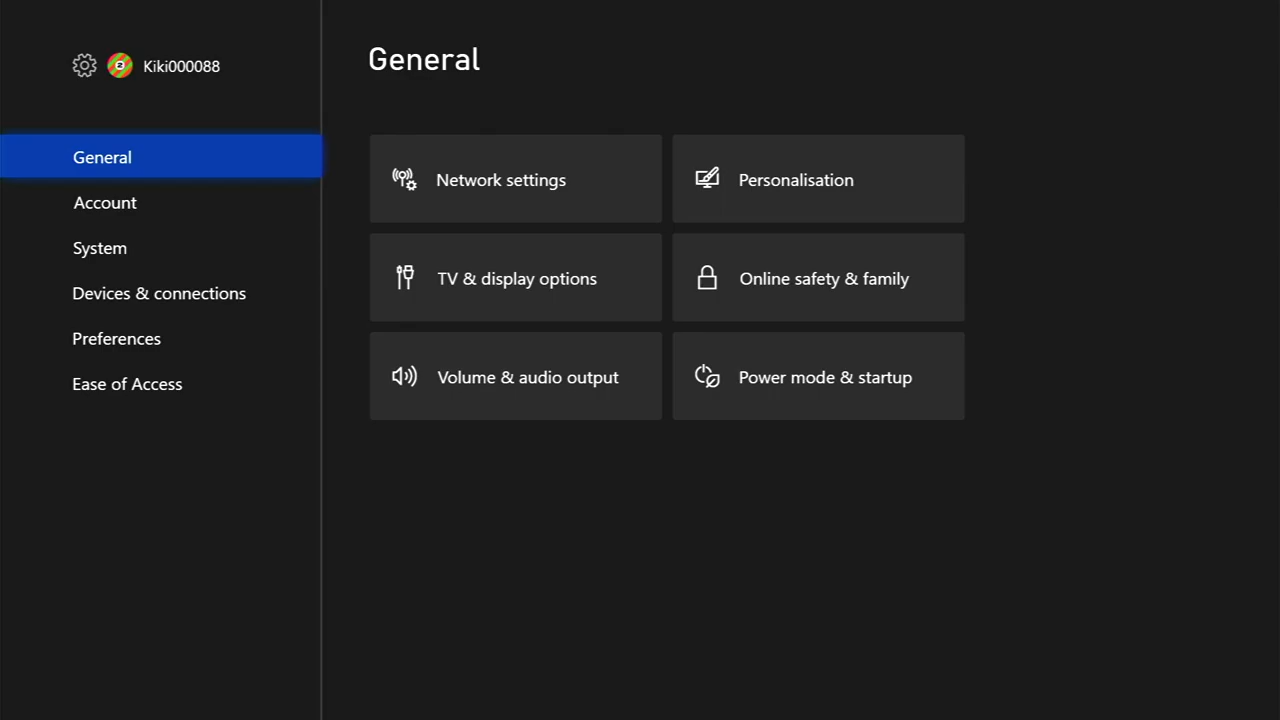 Kiki000088
General
Account
System
Devices & connections
Preferences
Ease of Access
General
Network settings
Personalisation
TV & display options
Online safety & family
Volume & audio output
Power mode & startup